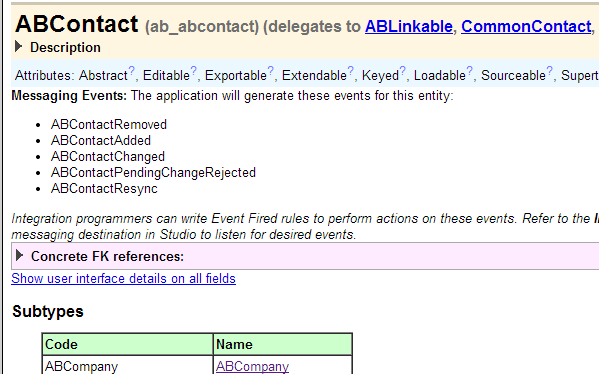 ABContact (ab_abcontact) (delegates to ABLinkable, CommonContact,
Description
Attributes: Abstract?, Editable?, Exportable?, Extendable?, Keyed?, Loadable?, Sourceable?, Supert
Messaging Events: The application will generate these events for this entity:
• ABContactRemoved
• ABContactAdded
• ABContactChanged
• ABContactPendingChangeRejected
• ABContactResync
Integration programmers can write Event Fired rules to perform actions on these events. Refer to the
messaging destination in Studio to listen for desired events.
Concrete FK references:
Show user interface details on all fields
Subtypes
Code Name
ABCompany ABCompany